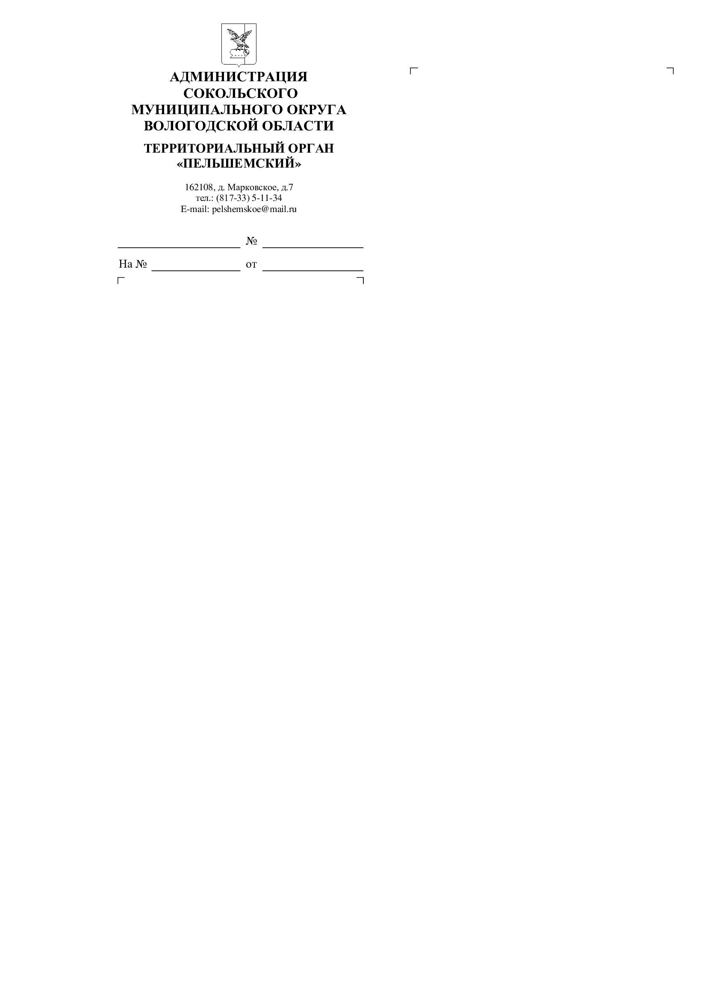 АДМИНИСТРАЦИЯ
СОКОЛЬСКОГО
МУНИЦИПАЛЬНОГО ОКРУГА
ВОЛОГОДСКОЙ ОБЛАСТИ
ТЕРРИТОРИАЛЬНЫЙ ОРГАН
«ПЕЛЬШЕМСКИЙ»
162108, д. Марковское, д.7
тел.: (817-33) 5-11-34
E-mail: pelshemskoe@mail.ru
№
На № от